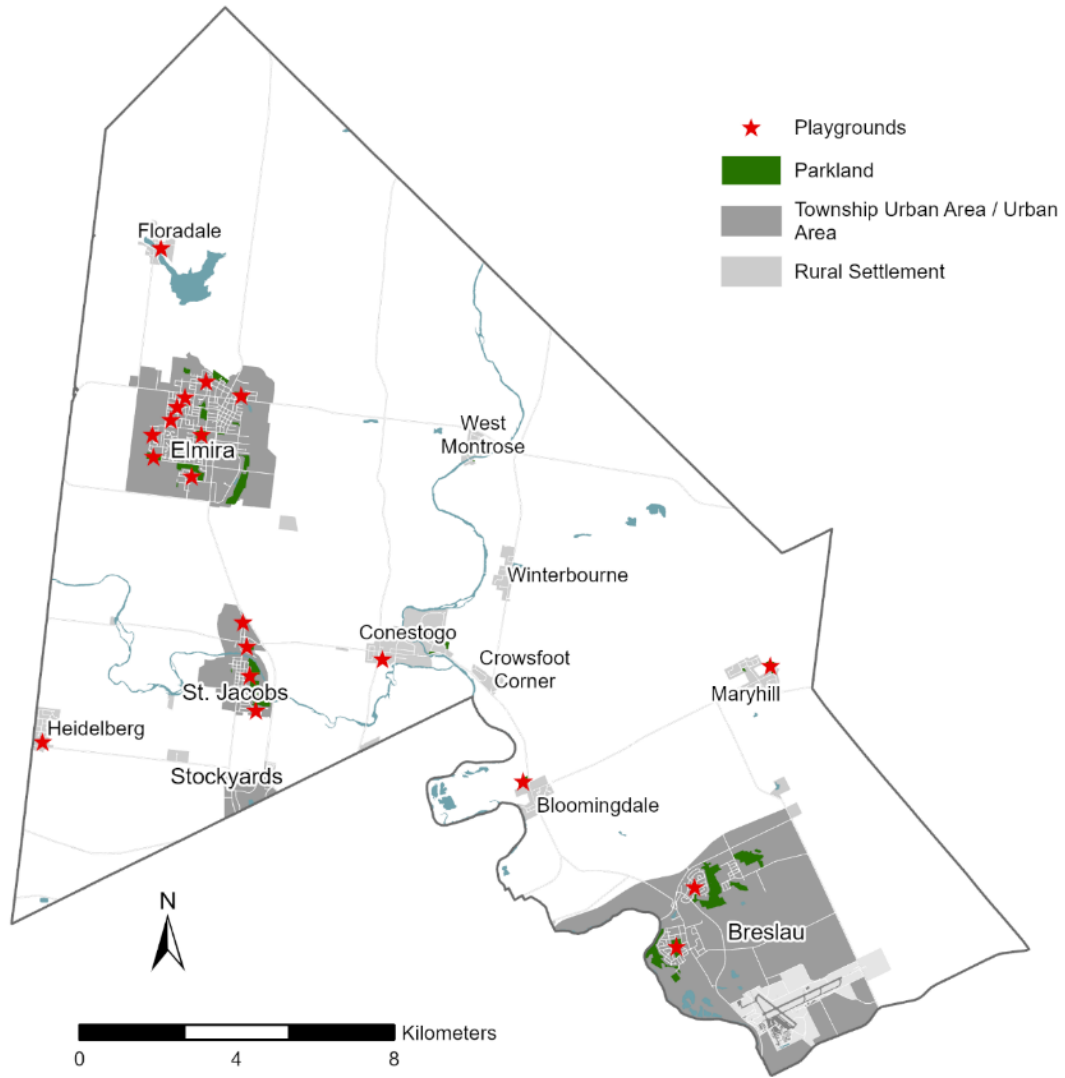 Playgrounds
Parkland
Township Urban Area / Urban
Area
Rural Settlement
Floradale
Elmira
West
Montrose
Winterbourne
Conestogo
Crowsfoot
Corner
St. Jacobs
Maryhill
Heidelberg
Stockyards
Bloomingdale
Breslau
N
Kilometers
0 4 8